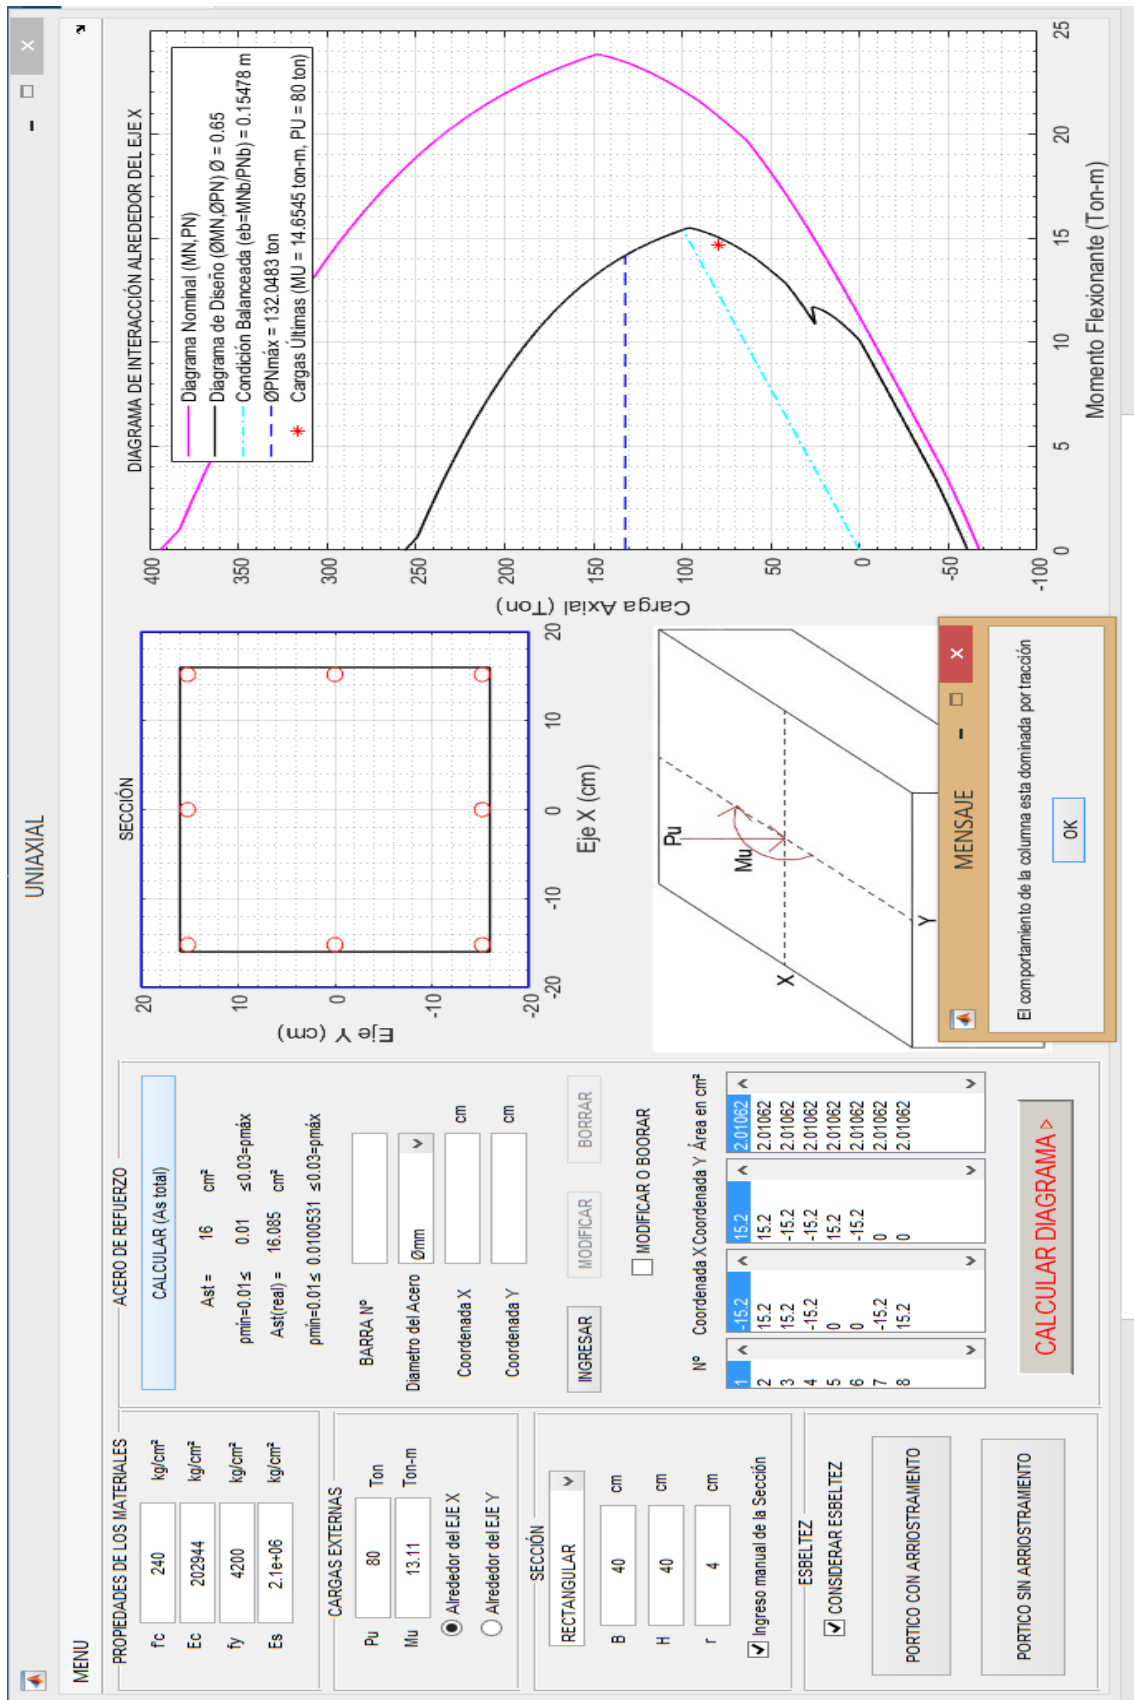 UNIAXIAL
MENU
PROPIEDADES DE LOS MATERIALES
f'c 240 kg/cm²
Ec 202944 kg/cm²
fy 4200 kg/cm²
Es 2.1e+06 kg/cm²
CARGAS EXTERNAS
Pu 80 Ton
Mu 13.11 Ton-m
Alrededor del EJE X
Alrededor del EJE Y
SECCIÓN
RECTANGULAR
B 40 cm
H 40 cm
r 4 cm
Ingreso manual de la Sección
ESBELTEZ
CONSIDERAR ESBELTEZ
PORTICO CON ARRIOSTRAMIENTO
PORTICO SIN ARRIOSTRAMIENTO
ACERO DE REFUERZO
CALCULAR (As total)
Ast = 16 cm²
ρmín=0.01≤ 0.01 ≤0.03=ρmáx
Ast(real) = 16.085 cm²
ρmín=0.01≤ 0.0100531 ≤0.03=ρmáx
BARRA Nº
Diametro del Acero Ømm
Coordenada X cm
Coordenada Y cm
INGRESAR MODIFICAR BORRAR
MODIFICAR O BOORAR
Nº Coordenada X Coordenada Y Área en cm²
1 -15.2 15.2 2.01062
2 15.2 15.2 2.01062
3 15.2 -15.2 2.01062
4 -15.2 -15.2 2.01062
5 0 15.2 2.01062
6 0 -15.2 2.01062
7 -15.2 0 2.01062
8 15.2 0 2.01062
CALCULAR DIAGRAMA >
SECCIÓN
Eje Y (cm)
20
10
0
-10
-20
-20 -10 0 10 20
Eje X (cm)
Pu
Mu
X
Y
MENSAJE
El comportamiento de la columna esta dominada por tracción
OK
DIAGRAMA DE INTERACCIÓN ALREDEDOR DEL EJE X
Diagrama Nominal (MN,PN)
Diagrama de Diseño (ØMN,ØPN) Ø = 0.65
Condición Balanceada (eb=MNb/PNb) = 0.15478 m
ØPNmáx = 132.0483 ton
Cargas Últimas (MU = 14.6545 ton-m, PU = 80 ton)
Carga Axial (Ton)
400
350
300
250
200
150
100
50
0
-50
-100
0 5 10 15 20 25
Momento Flexionante (Ton-m)